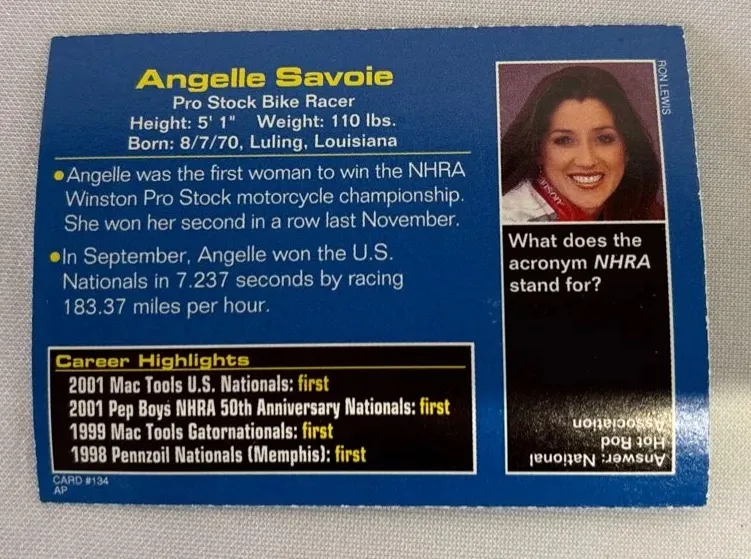 Angelle Savoie
Pro Stock Bike Racer
Height: 5' 1" Weight: 110 lbs.
Born: 8/7/70, Luling, Louisiana
•Angelle was the first woman to win the NHRA
Winston Pro Stock motorcycle championship.
She won her second in a row last November.
•In September, Angelle won the U.S.
Nationals in 7.237 seconds by racing
183.37 miles per hour.
Career Highlights
2001 Mac Tools U.S. Nationals: first
2001 Pep Boys NHRA 50th Anniversary Nationals: first
1999 Mac Tools Gatornationals: first
1998 Pennzoil Nationals (Memphis): first
CARD #134
AP
RON LEWIS
What does the
acronym NHRA
stand for?
Answer: National
Hot Rod
Association